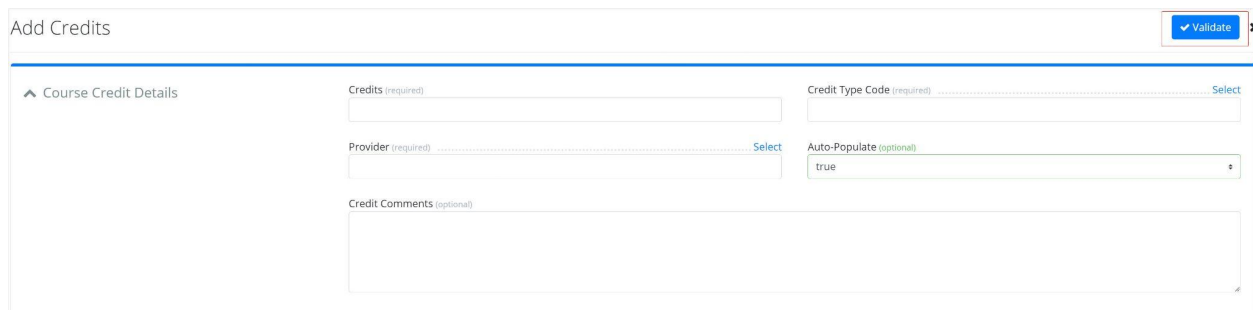 Add Credits
Validate
Course Credit Details
Credits (required)
Credit Type Code (required) Select
Provider (required) Select
Auto-Populate (optional)
true
Credit Comments (optional)